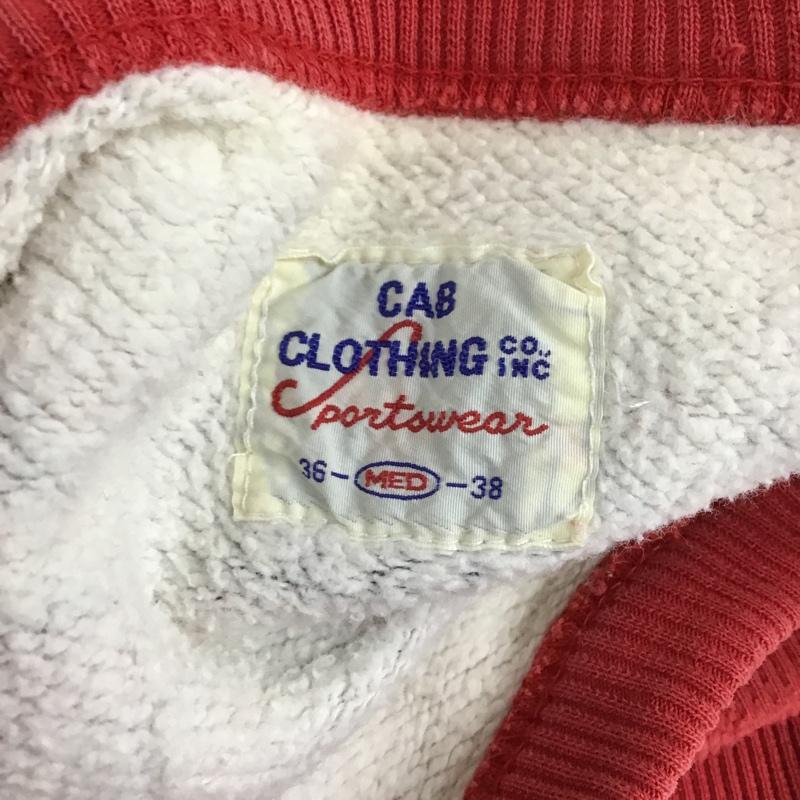 CAB
CLOTHING CO., INC
Sportswear
36-MED-38